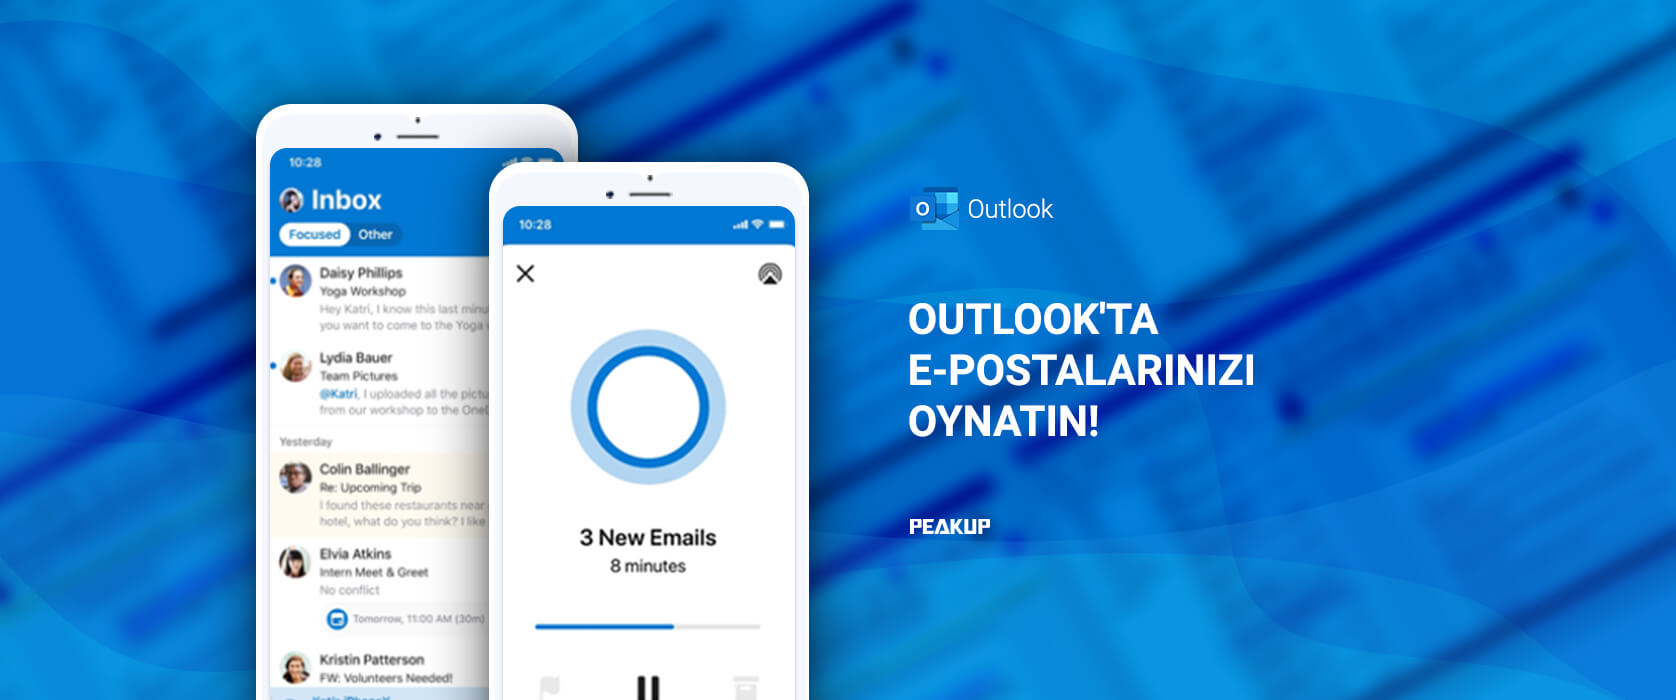 10:28
Inbox
Focused Other
Daisy Phillips
Yoga Workshop
Hey Katri, I know this last
you want to come to the Yoga
Lydia Bauer
Team Pictures
@Katri, I uploaded all the
from our workshop to the
Yesterday
Colin Ballinger
Re: Upcoming Trip
I found these restaurants near
hotel, what do you think? I like
Elvia Atkins
Intern Meet & Greet
No conflict
Tomorrow, 11:00 AM (30m)
Kristin Patterson
FW: Volunteers Needed!
10:28
3 New Emails
8 minutes
Outlook
OUTLOOK'TA
E-POSTALARINIZI
OYNATIN!
PEAKUP